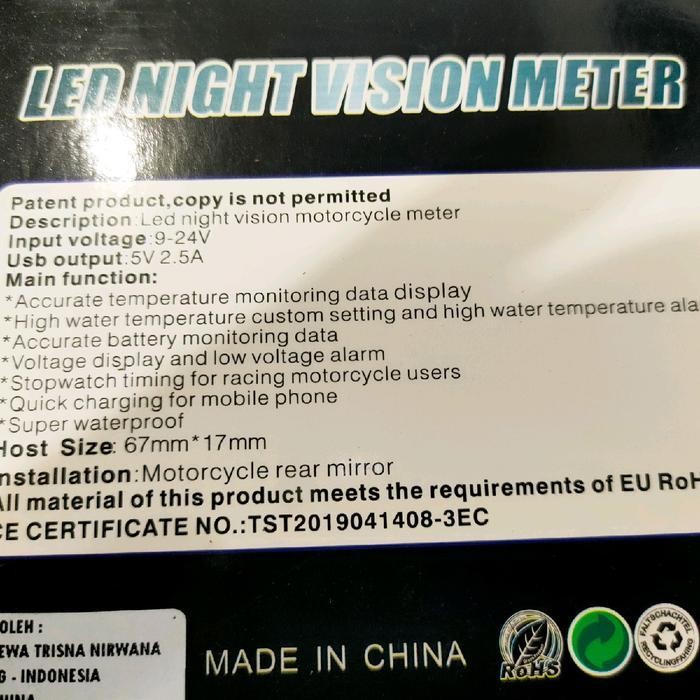 LED NIGHT VISION METER
Patent product,copy is not permitted
Description:Led night vision motorcycle meter
Input voltage:9-24V
Usb output:5V 2.5A
Main function:
*Accurate temperature monitoring data display
*High water temperature custom setting and high water temperature ala
*Accurate battery monitoring data
*Voltage display and low voltage alarm
*Stopwatch timing for racing motorcycle users
*Quick charging for mobile phone
*Super waterproof
Host Size: 67mm*17mm
nstallation:Motorcycle rear mirror
All material of this product meets the requirements of EU RoH
CE CERTIFICATE NO.:TST2019041408-3EC
OLEH :
EWA TRISNA NIRWANA
G - INDONESIA
MADE IN CHINA
RoHS
FALTSCHACHTEL
RECYCLINGFÄHIG